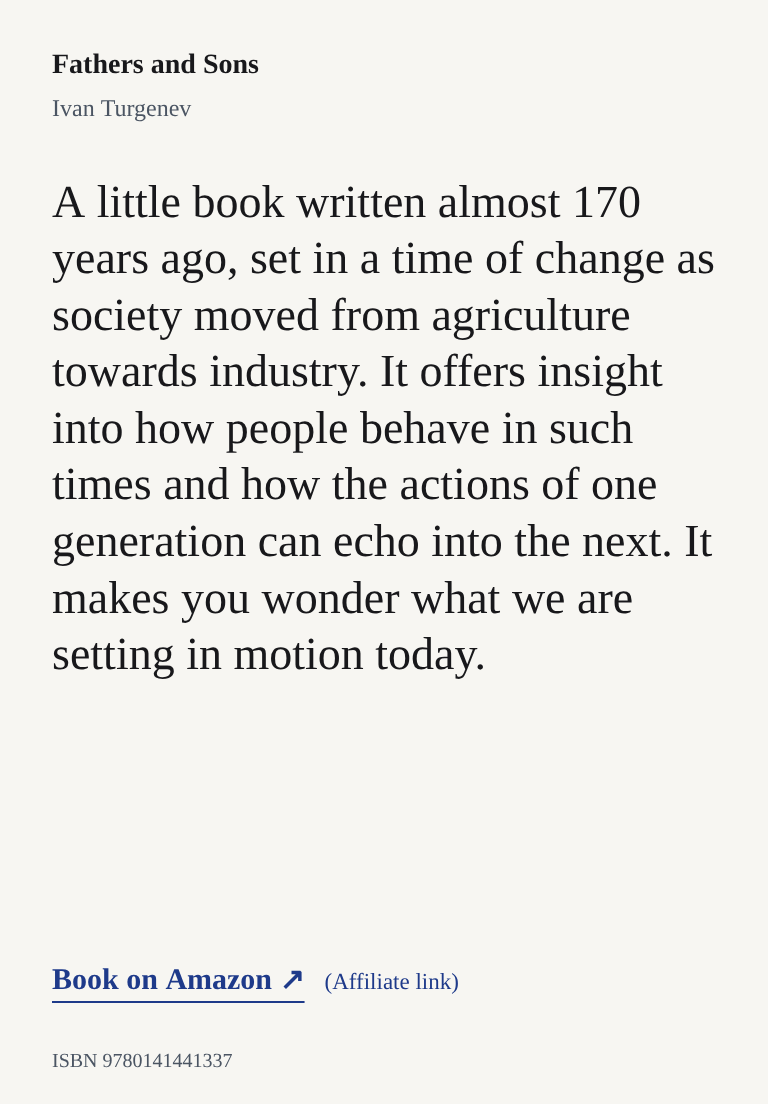 Fathers and Sons
Ivan Turgenev
A little book written almost 170
years ago, set in a time of change as
society moved from agriculture
towards industry. It offers insight
into how people behave in such
times and how the actions of one
generation can echo into the next. It
makes you wonder what we are
setting in motion today.
Book on Amazon ↗ (Affiliate link)
ISBN 9780141441337